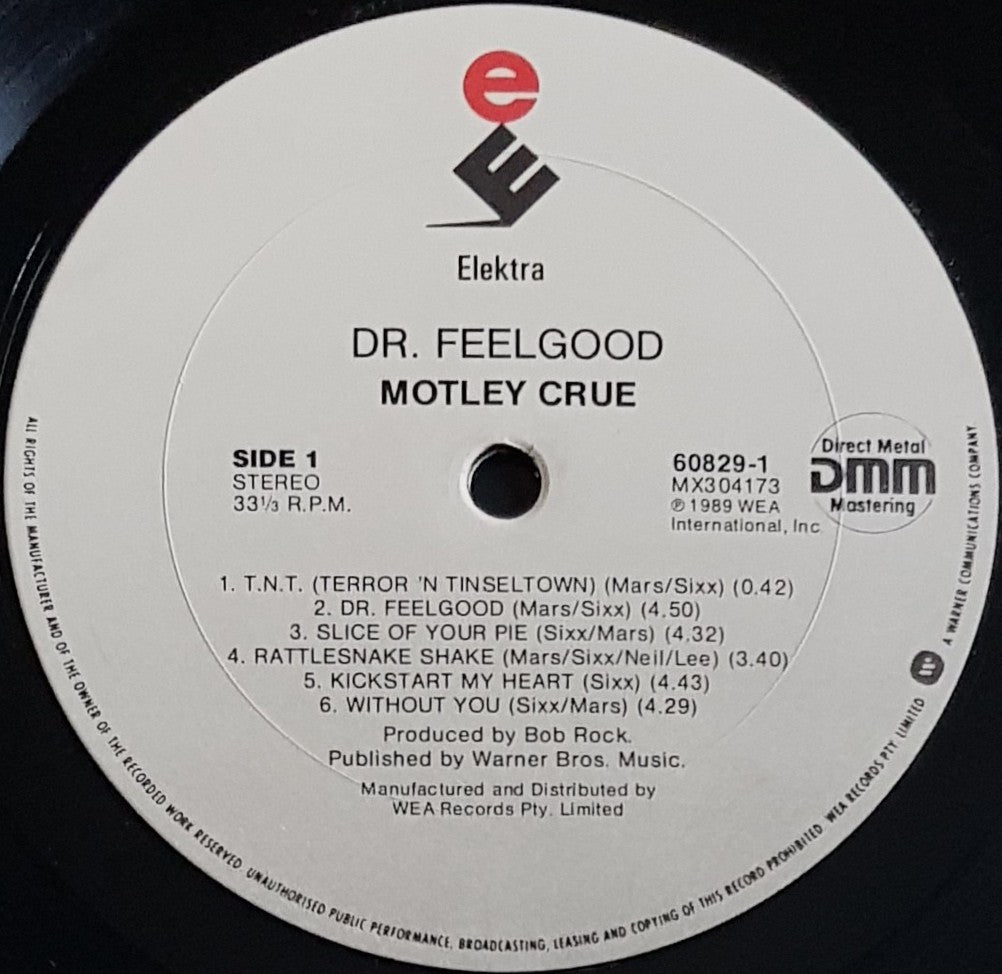 e
E
Elektra
DR. FEELGOOD
MOTLEY CRUE
SIDE 1
STEREO
33⅓ R.P.M.
60829-1
MX304173
℗ 1989 WEA
International, Inc
Direct Metal
DMM
Mastering
1. T.N.T. (TERROR 'N TINSELTOWN) (Mars/Sixx) (0.42)
2. DR. FEELGOOD (Mars/Sixx) (4.50)
3. SLICE OF YOUR PIE (Sixx/Mars) (4.32)
4. RATTLESNAKE SHAKE (Mars/Sixx/Neil/Lee) (3.40)
5. KICKSTART MY HEART (Sixx) (4.43)
6. WITHOUT YOU (Sixx/Mars) (4.29)
Produced by Bob Rock.
Published by Warner Bros. Music.
Manufactured and Distributed by
WEA Records Pty. Limited
ALL RIGHTS OF THE MANUFACTURER AND OF THE OWNER OF THE RECORDED WORK RESERVED. UNAUTHORISED PUBLIC PERFORMANCE, BROADCASTING, LEASING AND COPYING OF THIS RECORD PROHIBITED. WEA RECORDS PTY. LIMITED A WARNER COMMUNICATIONS COMPANY